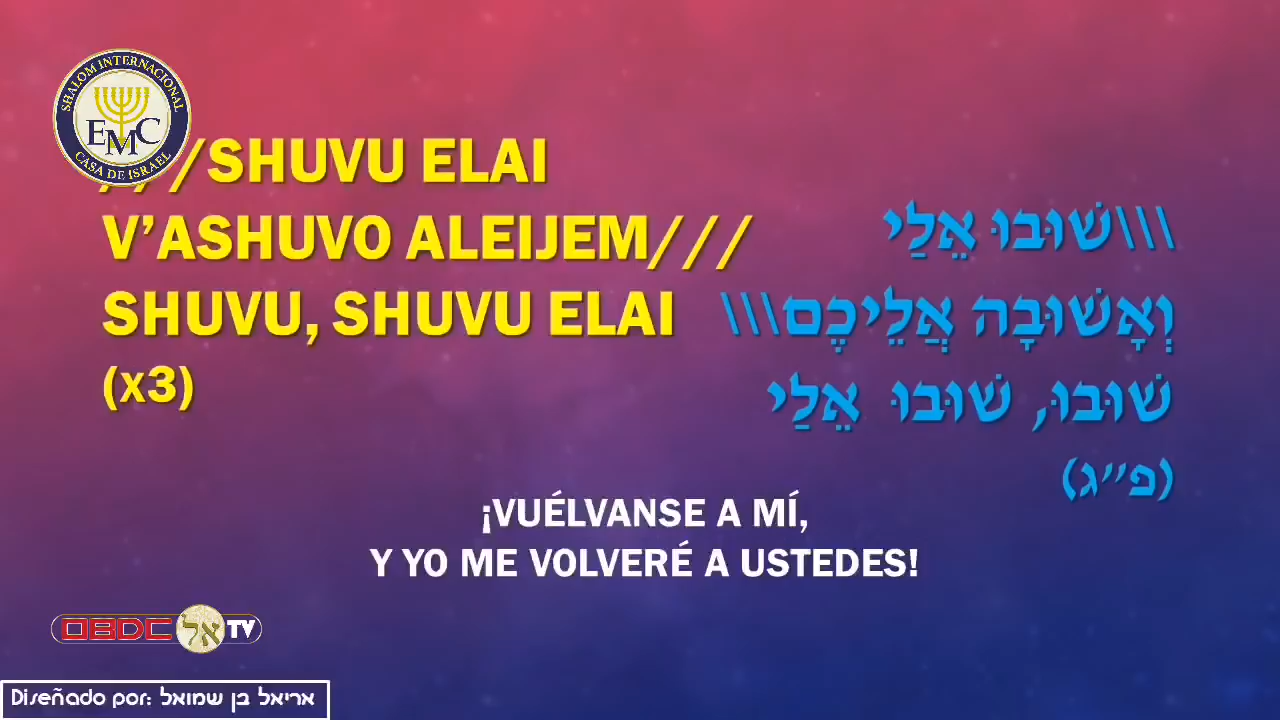 SHALOM INTERNACIONAL
EMC
CASA DE ISRAEL
///SHUVU ELAI
V’ASHUVO ALEIJEM///
SHUVU, SHUVU ELAI
(x3)
\\\שׁוּבוּ אֵלַי
וְאָשׁוּבָה אֲלֵיכֶם\\\
שׁוּבוּ, שׁוּבוּ אֵלַי
(פ״ג)
¡VUÉLVANSE A MÍ,
Y YO ME VOLVERÉ A USTEDES!
OBDC אל TV
Diseñado por: אריאל בן שמואל